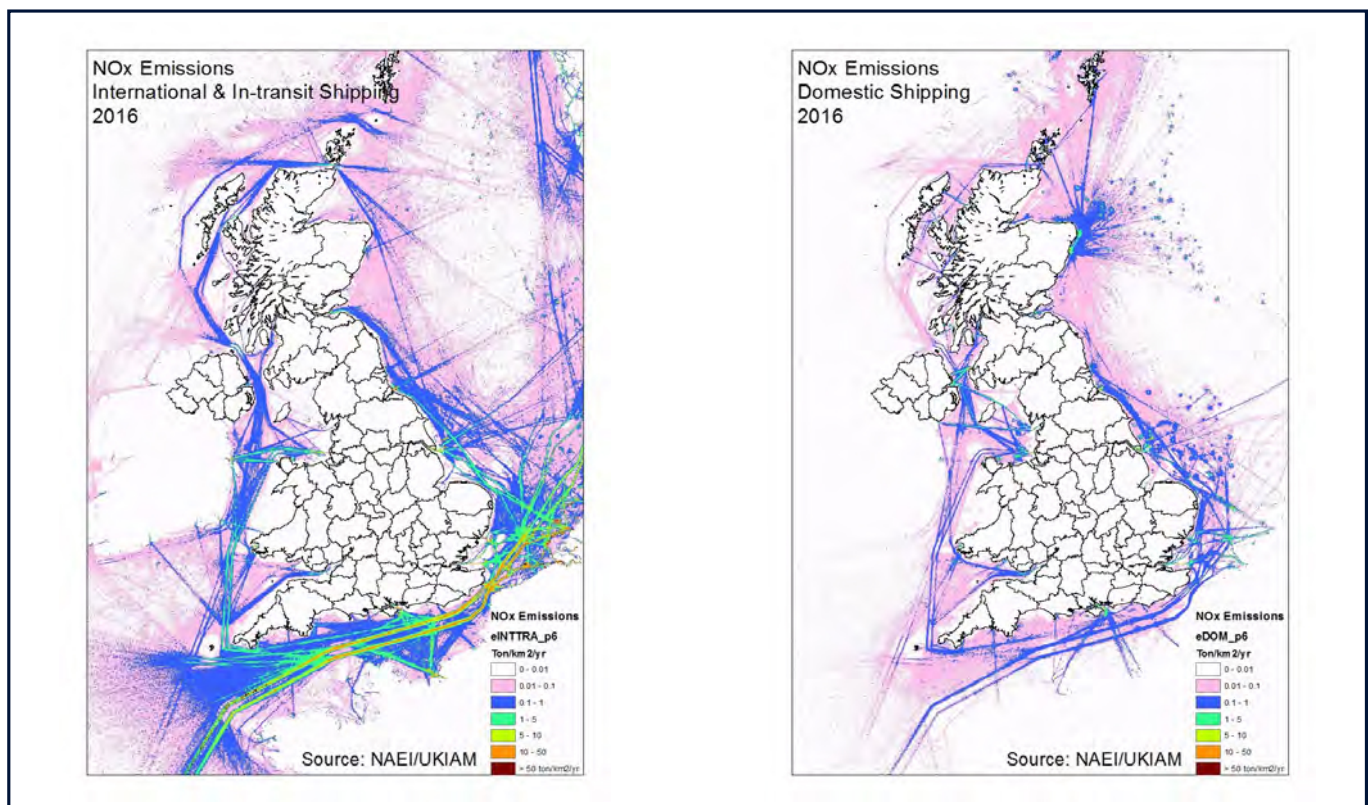 NOx Emissions
International & In-transit Shipping
2016
NOx Emissions
eINTTRA_p6
Ton/km2/yr
0 - 0.01
0.01 - 0.1
0.1 - 1
1 - 5
5 - 10
10 - 50
> 50 ton/km2/yr
Source: NAEI/UKIAM
NOx Emissions
Domestic Shipping
2016
NOx Emissions
eDOM_p6
Ton/km2/yr
0 - 0.01
0.01 - 0.1
0.1 - 1
1 - 5
5 - 10
10 - 50
> 50 ton/km2/yr
Source: NAEI/UKIAM